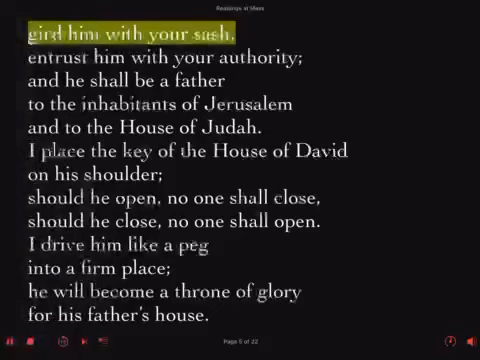 Readings at Mass
gird him with your sash,
entrust him with your authority;
and he shall be a father
to the inhabitants of Jerusalem
and to the House of Judah.
I place the key of the House of David
on his shoulder;
should he open, no one shall close,
should he close, no one shall open.
I drive him like a peg
into a firm place;
he will become a throne of glory
for his father's house.
Page 5 of 22